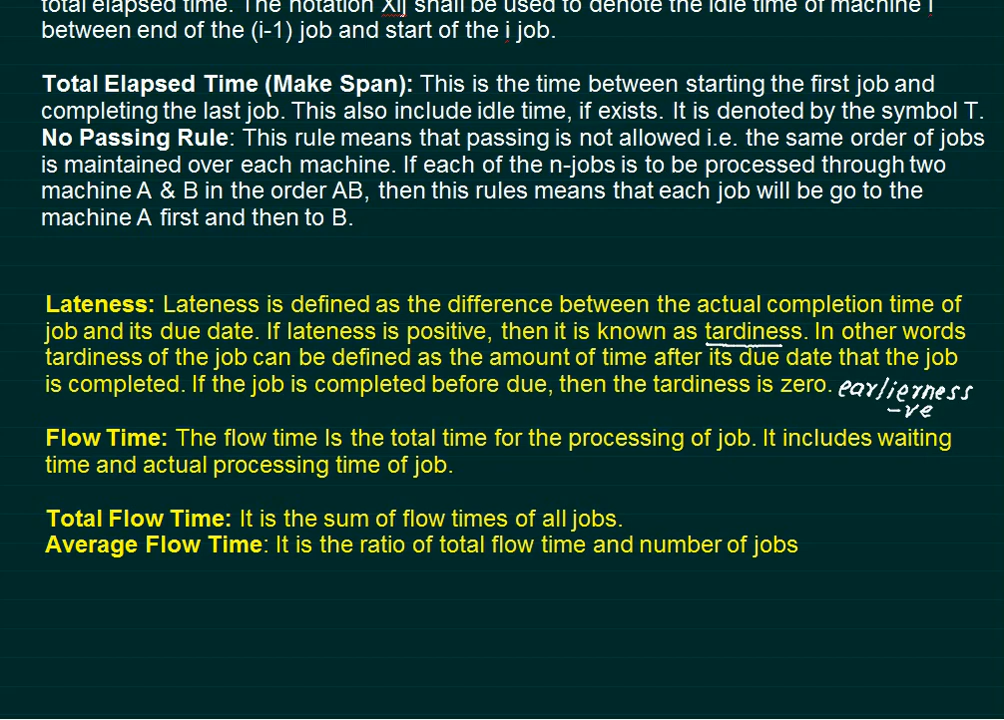 total elapsed time. The notation Xij shall be used to denote the idle time of machine j
between end of the (i-1) job and start of the i job.
Total Elapsed Time (Make Span): This is the time between starting the first job and
completing the last job. This also include idle time, if exists. It is denoted by the symbol T.
No Passing Rule: This rule means that passing is not allowed i.e. the same order of jobs
is maintained over each machine. If each of the n-jobs is to be processed through two
machine A & B in the order AB, then this rules means that each job will be go to the
machine A first and then to B.
Lateness: Lateness is defined as the difference between the actual completion time of
job and its due date. If lateness is positive, then it is known as tardiness. In other words
tardiness of the job can be defined as the amount of time after its due date that the job
is completed. If the job is completed before due, then the tardiness is zero. earlierness
-ve
Flow Time: The flow time Is the total time for the processing of job. It includes waiting
time and actual processing time of job.
Total Flow Time: It is the sum of flow times of all jobs.
Average Flow Time: It is the ratio of total flow time and number of jobs